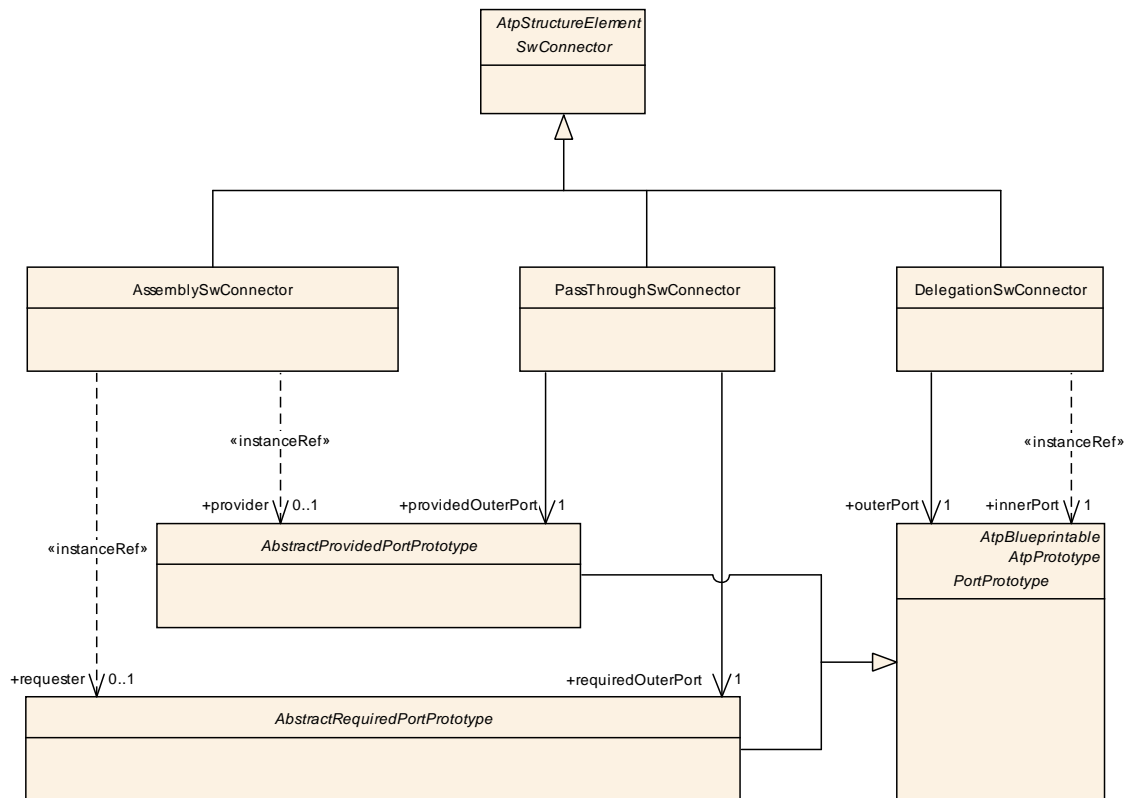 AtpStructureElement
SwConnector
AssemblySwConnector
PassThroughSwConnector
DelegationSwConnector
«instanceRef»
«instanceRef»
+provider 0..1
+providedOuterPort 1
+outerPort 1
+innerPort 1
«instanceRef»
AbstractProvidedPortPrototype
AtpBlueprintable
AtpPrototype
PortPrototype
+requester 0..1
+requiredOuterPort 1
AbstractRequiredPortPrototype